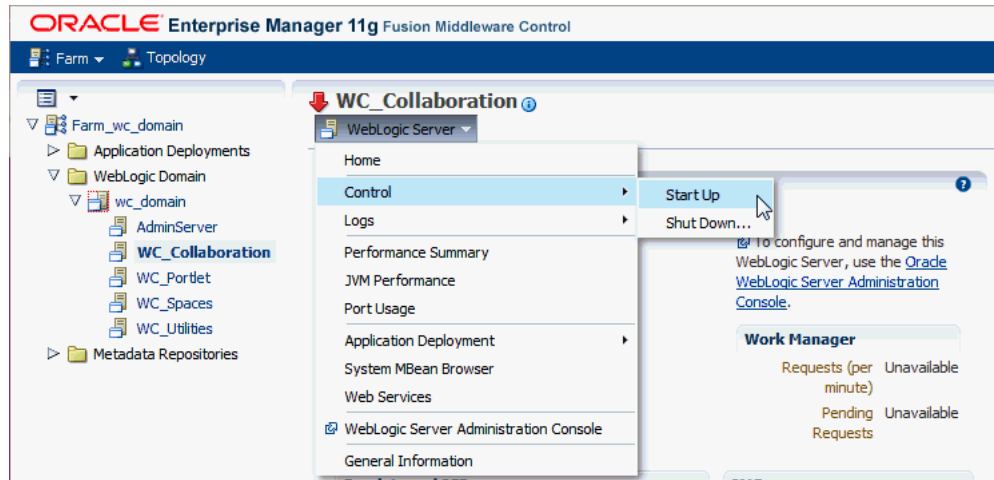 ORACLE Enterprise Manager 11g Fusion Middleware Control
Farm Topology
Farm_wc_domain
Application Deployments
WebLogic Domain
wc_domain
AdminServer
WC_Collaboration
WC_Portlet
WC_Spaces
WC_Utilities
Metadata Repositories
WC_Collaboration
WebLogic Server
Home
Control
Logs
Performance Summary
JVM Performance
Port Usage
Application Deployment
System MBean Browser
Web Services
WebLogic Server Administration Console
General Information
Start Up
Shut Down...
To configure and manage this
WebLogic Server, use the Oracle
WebLogic Server Administration
Console.
Work Manager
Requests (per minute) Unavailable
Pending Requests Unavailable